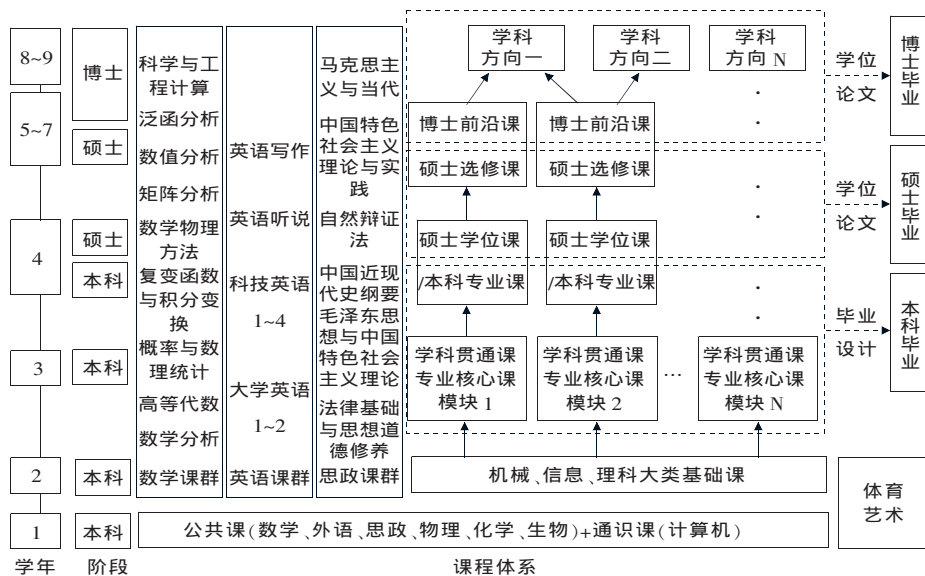 8~9
5~7
4
3
2
1
学年
博士
硕士
硕士
本科
本科
本科
本科
阶段
科学与工
程计算
泛函分析
数值分析
矩阵分析
数学物理
方法
复变函数
与积分变
换
概率与数
理统计
高等代数
数学分析
数学课群
英语写作
英语听说
科技英语
1~4
大学英语
1~2
英语课群
马克思主
义与当代
中国特色
社会主义
理论与实
践
自然辩证
法
中国近现
代史纲要
毛泽东思
想与中国
特色社会
主义理论
法律基础
与思想道
德修养
思政课群
学科
方向一
学科
方向二
学科
方向 N
博士前沿课
博士前沿课
硕士选修课
硕士选修课
硕士学位课
硕士学位课
/本科专业课
/本科专业课
学科贯通课
专业核心课
模块 1
学科贯通课
专业核心课
模块 2
…
学科贯通课
专业核心课
模块 N
机械、信息、理科大类基础课
公共课(数学、外语、思政、物理、化学、生物)+通识课(计算机)
课程体系
学位
论文
博士毕业
学位
论文
硕士毕业
毕业
设计
本科毕业
体育
艺术